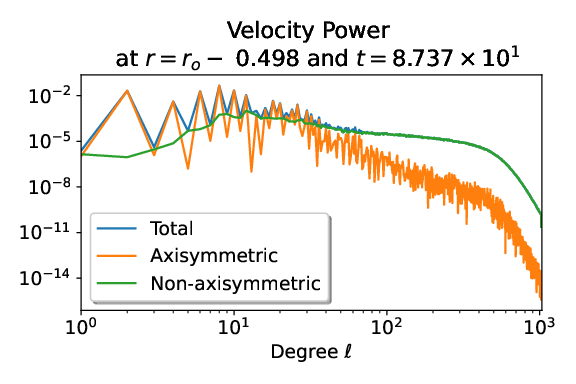 Velocity Power
at r = r_o − 0.498 and t = 8.737 × 10^1
10^−2
10^−5
10^−8
10^−11
10^−14
Total
Axisymmetric
Non-axisymmetric
10^0 10^1 10^2 10^3
Degree ℓ